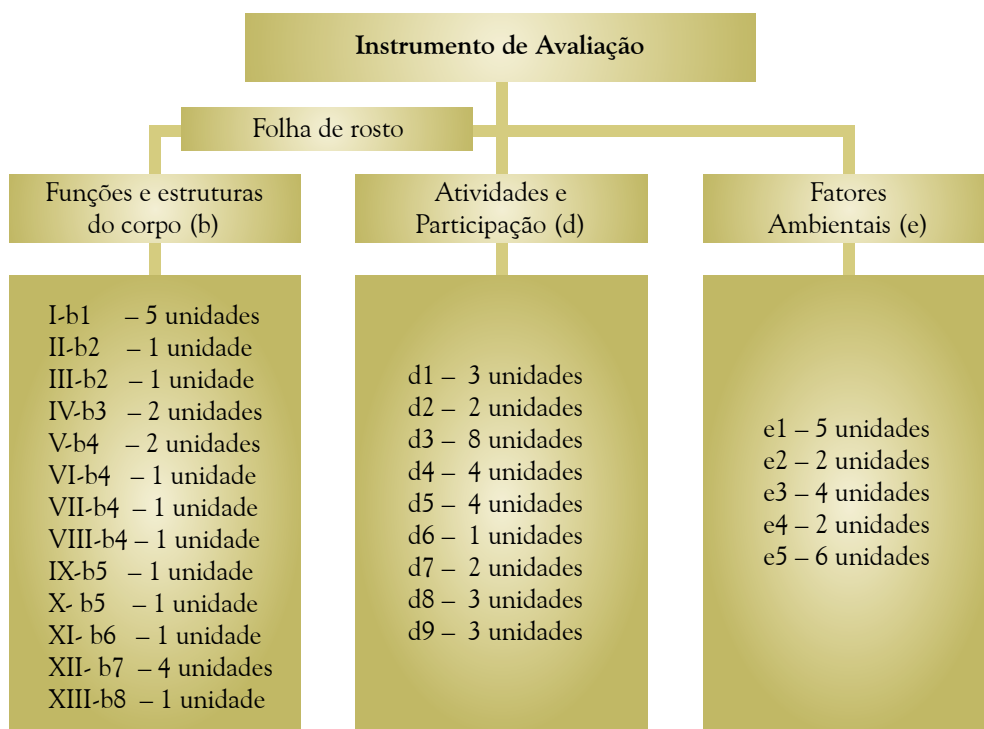 Instrumento de Avaliação
Folha de rosto
Funções e estruturas
do corpo (b)
I-b1 – 5 unidades
II-b2 – 1 unidade
III-b2 – 1 unidade
IV-b3 – 2 unidades
V-b4 – 2 unidades
VI-b4 – 1 unidade
VII-b4 – 1 unidade
VIII-b4 – 1 unidade
IX-b5 – 1 unidade
X- b5 – 1 unidade
XI- b6 – 1 unidade
XII- b7 – 4 unidades
XIII-b8 – 1 unidade
Atividades e
Participação (d)
d1 – 3 unidades
d2 – 2 unidades
d3 – 8 unidades
d4 – 4 unidades
d5 – 4 unidades
d6 – 1 unidades
d7 – 2 unidades
d8 – 3 unidades
d9 – 3 unidades
Fatores
Ambientais (e)
e1 – 5 unidades
e2 – 2 unidades
e3 – 4 unidades
e4 – 2 unidades
e5 – 6 unidades